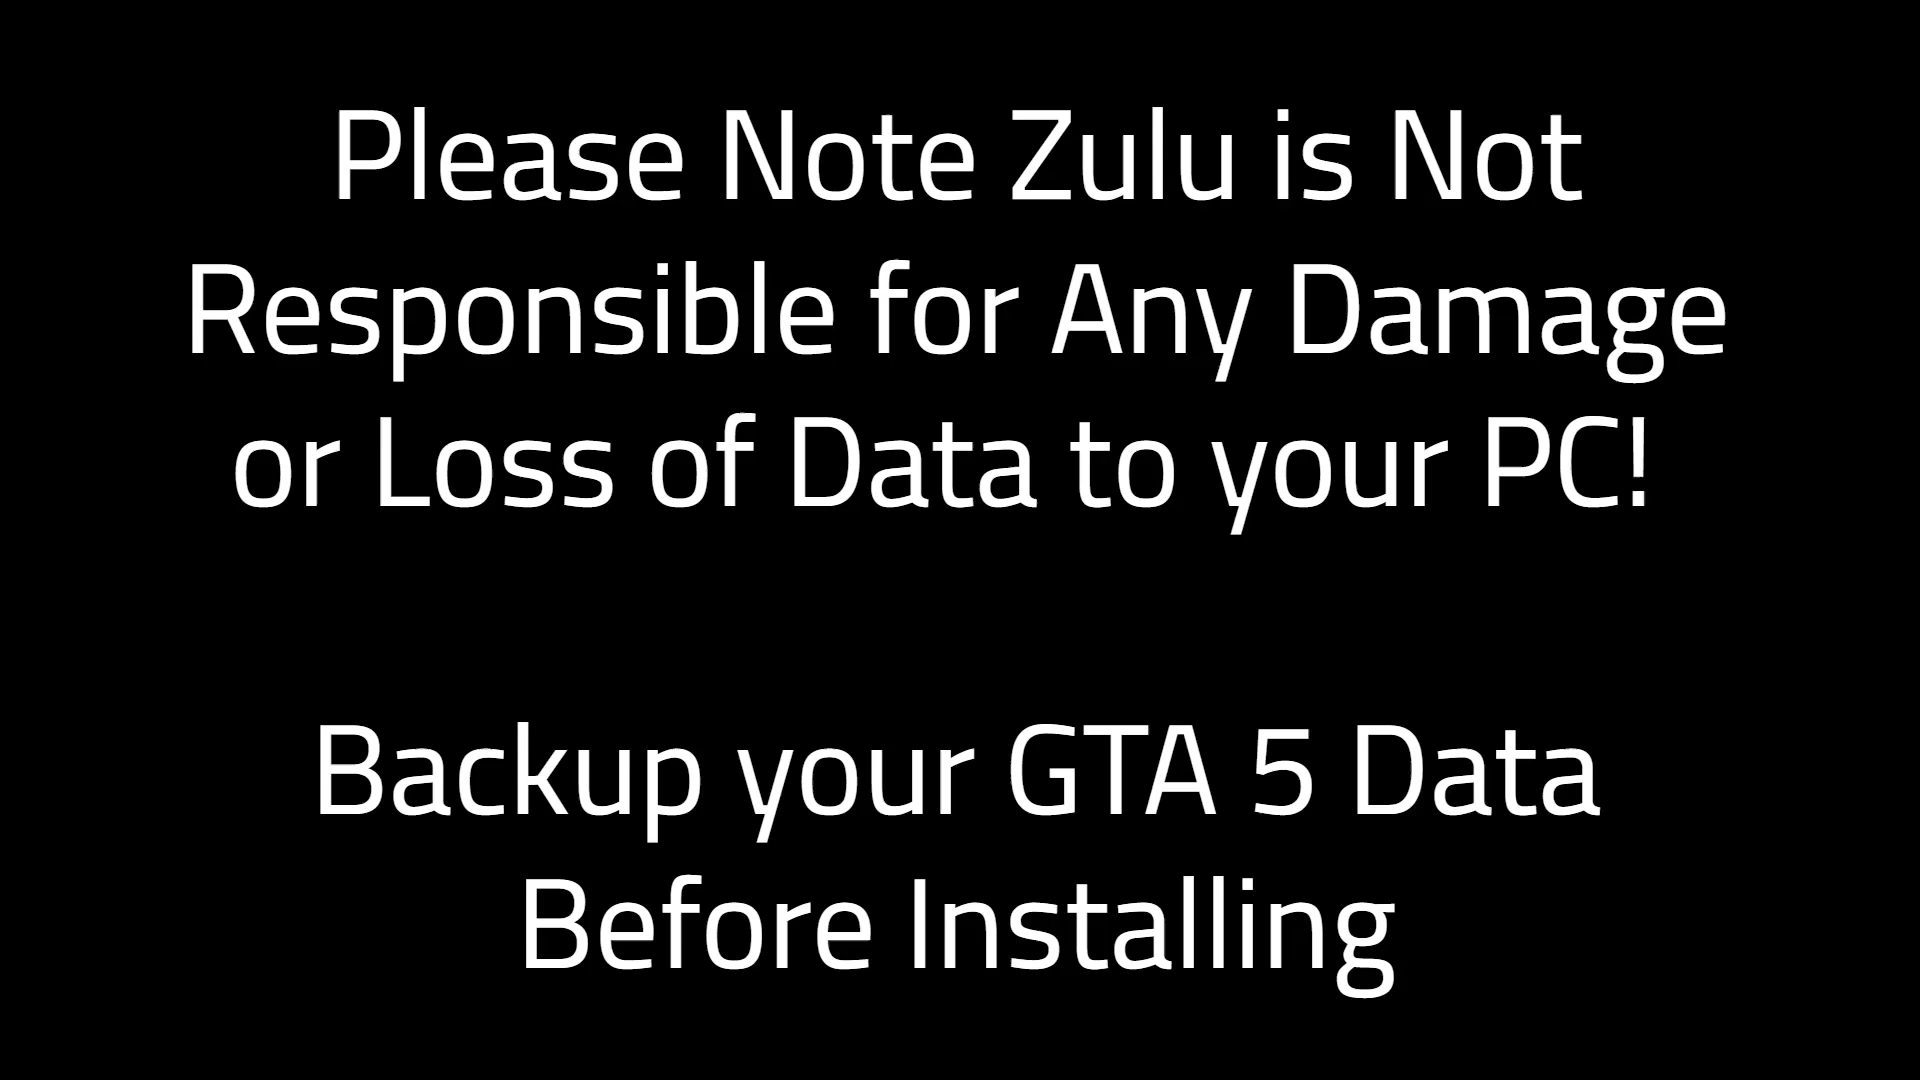 Please Note Zulu is Not
Responsible for Any Damage
or Loss of Data to your PC!
Backup your GTA 5 Data
Before Installing